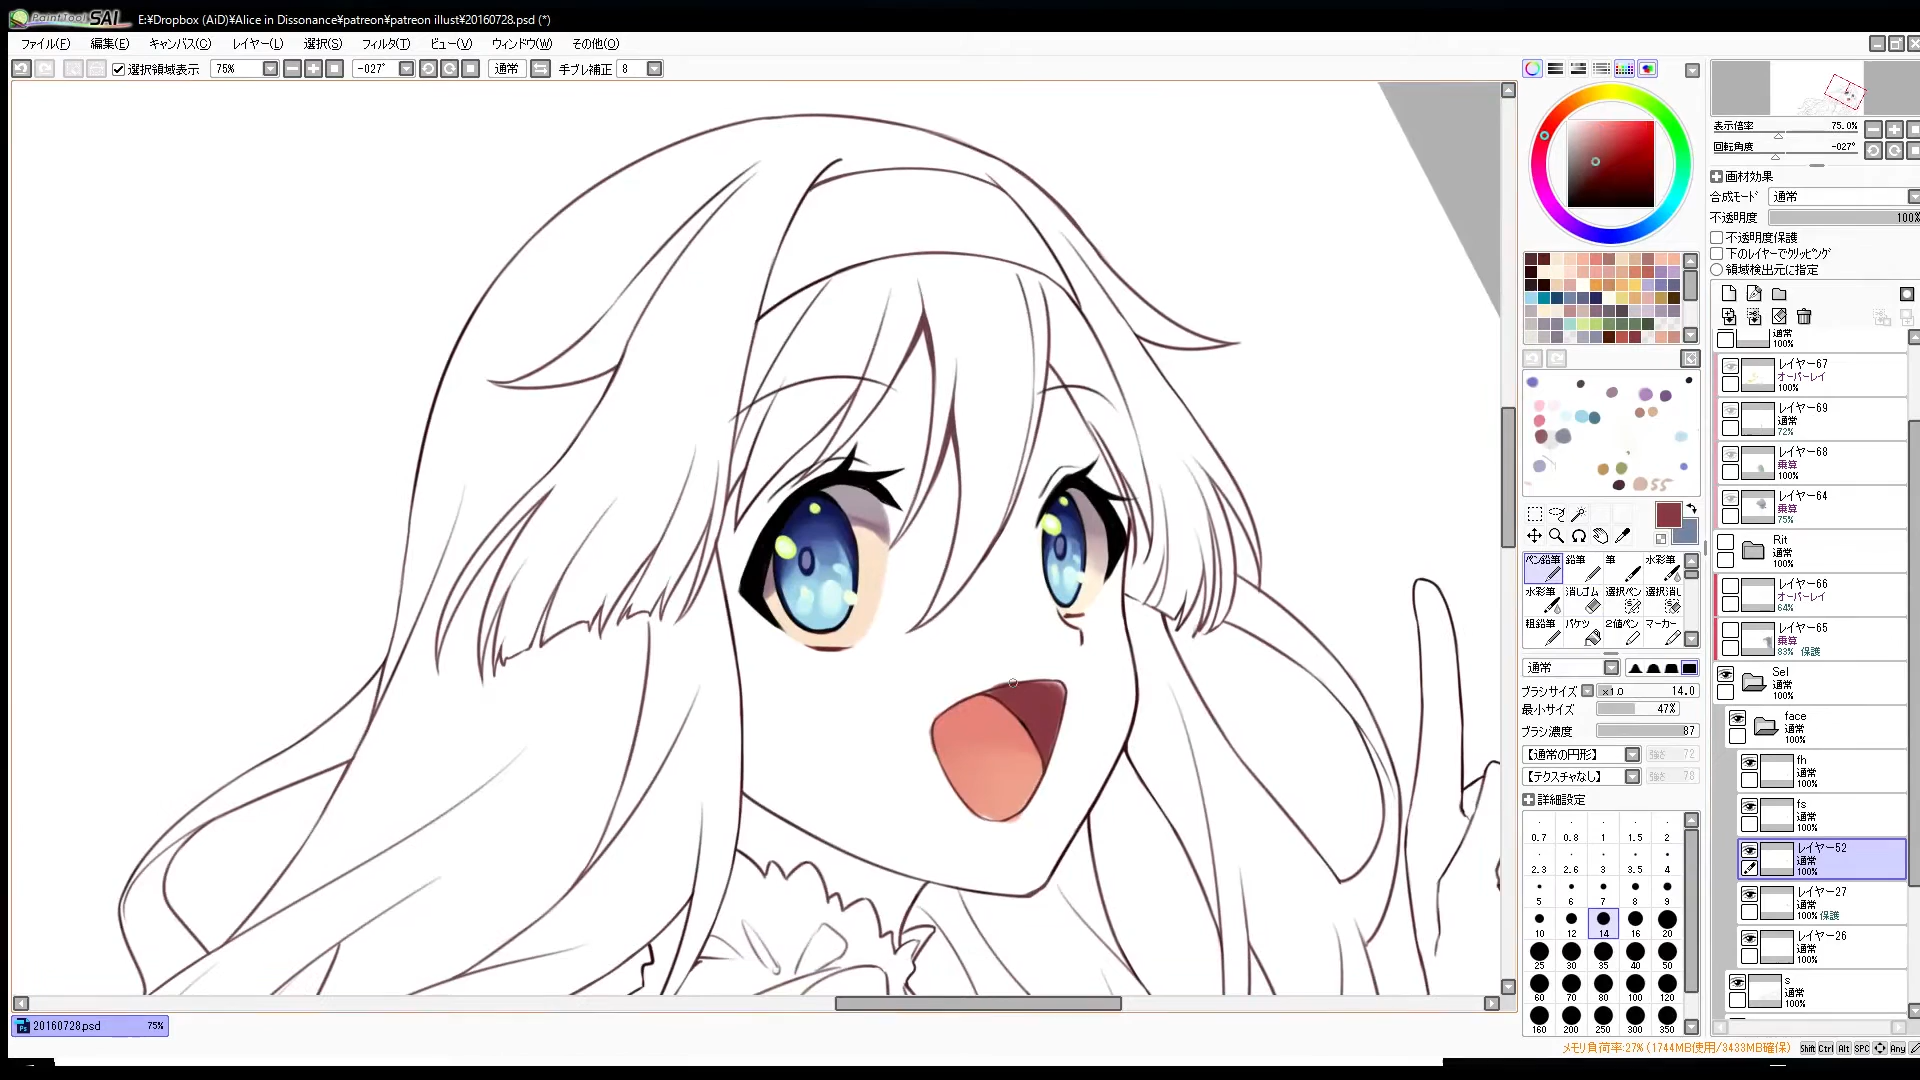 PaintTool SAI E:¥Dropbox (AiD)¥Alice in Dissonance¥patreon¥patreon illust¥20160728.psd (*)
ファイル(F) 編集(E) キャンバス(C) レイヤー(L) 選択(S) フィルタ(T) ビュー(V) ウィンドウ(W) その他(O)
選択領域表示 75% -027° 通常 手ブレ補正 8
表示倍率 75.0%
回転角度 -027°
画材効果
合成モード 通常
不透明度 100%
不透明度保護
下のレイヤーでクリッピング
領域検出元に指定
通常
100%
レイヤー67
オーバーレイ
100%
レイヤー69
通常
72%
レイヤー68
乗算
100%
レイヤー64
乗算
75%
Rit
通常
100%
レイヤー66
オーバーレイ
64%
レイヤー65
乗算
83% 保護
Sel
通常
100%
face
通常
100%
fh
通常
100%
fs
通常
100%
レイヤー52
通常
100%
レイヤー27
通常
100% 保護
レイヤー26
通常
100%
s
通常
100%
ペン鉛筆 鉛筆 筆 水彩筆
水彩筆 消しゴム 選択ペン 選択消し
粗鉛筆 バケツ 2値ペン マーカー
通常
ブラシサイズ x1.0 14.0
最小サイズ 47%
ブラシ濃度 87
【通常の円形】 強さ 72
【テクスチャなし】 強さ 78
詳細設定
0.7 0.8 1 1.5 2
2.3 2.6 3 3.5 4
5 6 7 8 9
10 12 14 16 20
25 30 35 40 50
60 70 80 100 120
160 200 250 300 350
20160728.psd 75%
メモリ負荷率:27% (1744MB使用/3433MB確保) Shift Ctrl Alt SPC Any